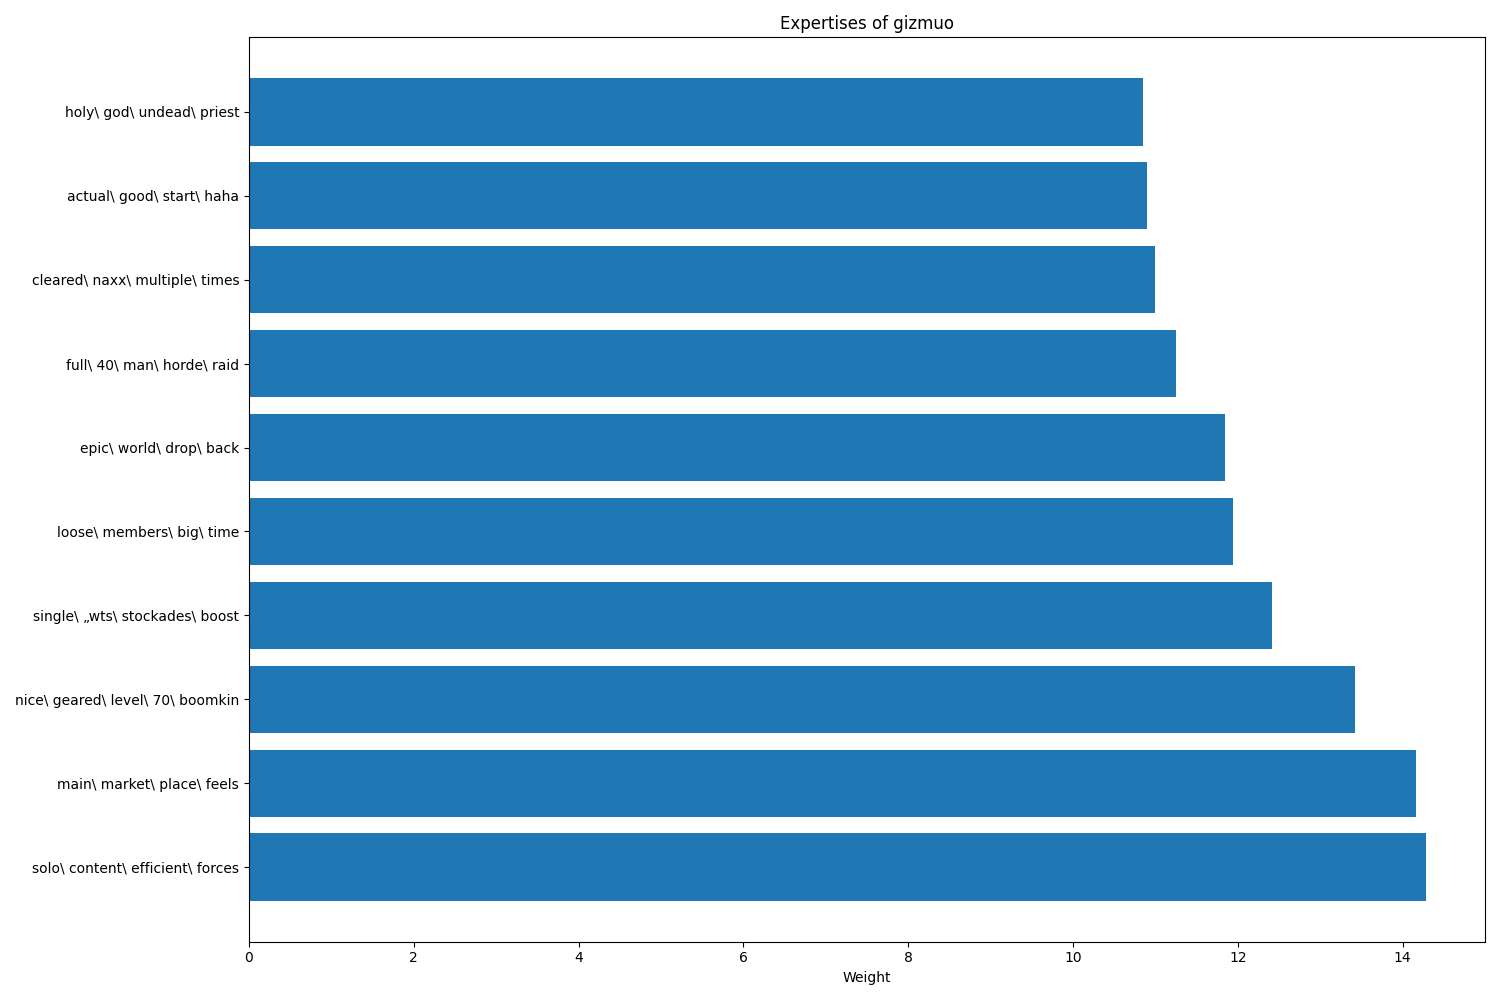 Expertises of gizmuo
holy\ god\ undead\ priest
actual\ good\ start\ haha
cleared\ naxx\ multiple\ times
full\ 40\ man\ horde\ raid
epic\ world\ drop\ back
loose\ members\ big\ time
single\ „wts\ stockades\ boost
nice\ geared\ level\ 70\ boomkin
main\ market\ place\ feels
solo\ content\ efficient\ forces
0 2 4 6 8 10 12 14
Weight